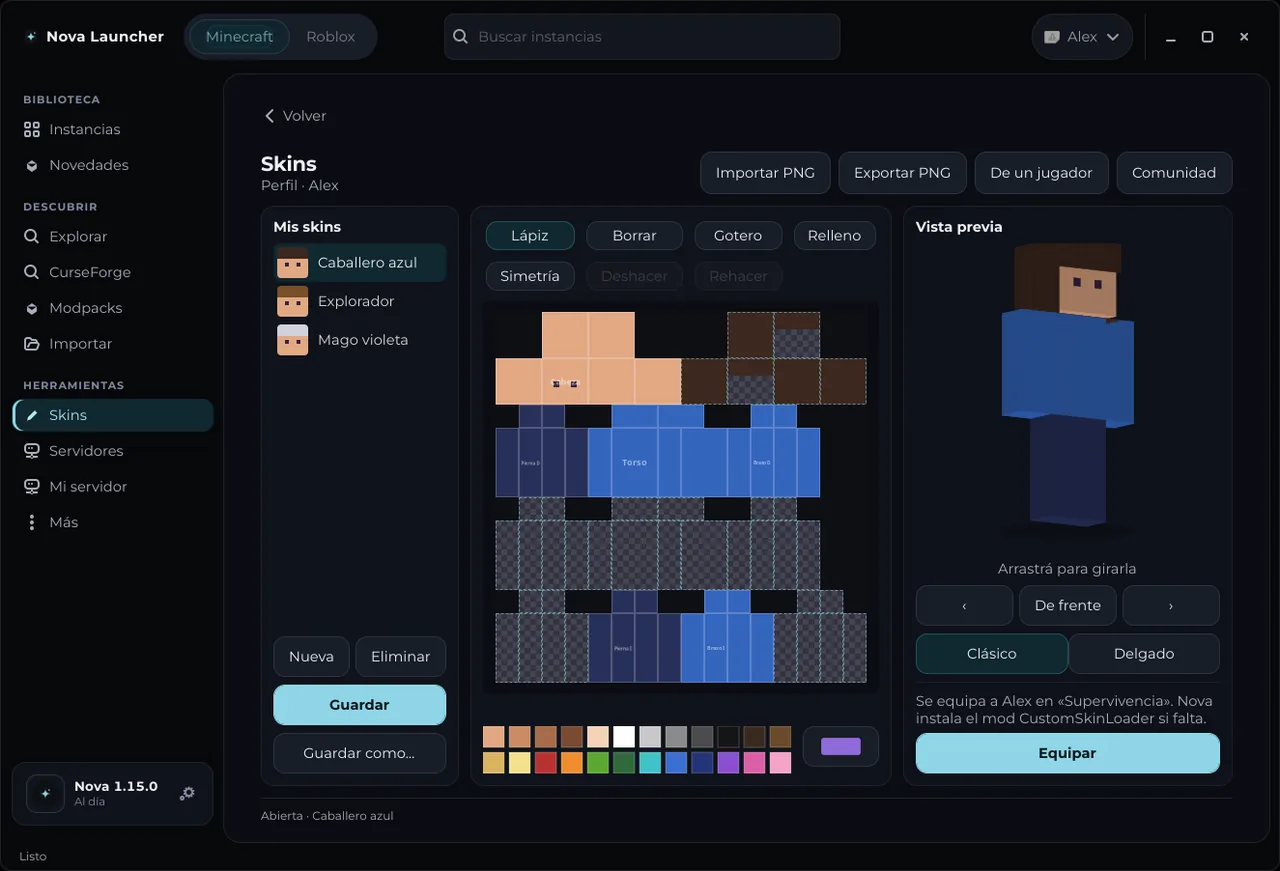 Nova Launcher
Minecraft
Roblox
Buscar instancias
Alex
BIBLIOTECA
Instancias
Novedades
DESCUBRIR
Explorar
CurseForge
Modpacks
Importar
HERRAMIENTAS
Skins
Servidores
Mi servidor
Más
Nova 1.15.0
Al día
Listo
Volver
Skins
Perfil · Alex
Importar PNG
Exportar PNG
De un jugador
Comunidad
Mis skins
Caballero azul
Explorador
Mago violeta
Nueva
Eliminar
Guardar
Guardar como...
Lápiz
Borrar
Gotero
Relleno
Simetría
Deshacer
Rehacer
Torso
Vista previa
Arrastrá para girarla
‹
De frente
›
Clásico
Delgado
Se equipa a Alex en «Supervivencia». Nova
instala el mod CustomSkinLoader si falta.
Equipar
Abierta · Caballero azul